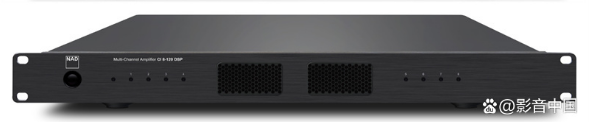 NAD
Multi-Channel Amplifier CI 8-120 DSP
@影音中国